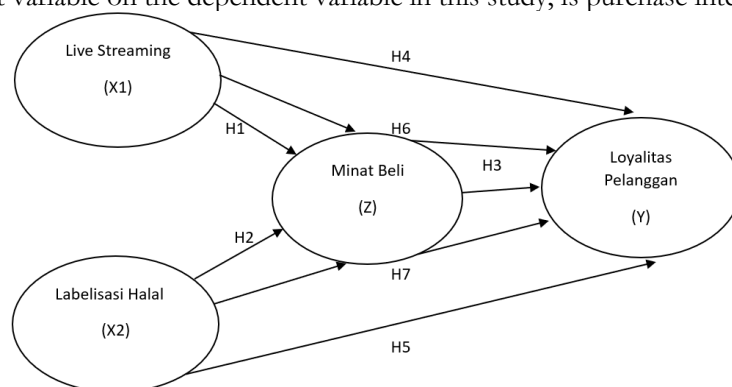 t variable on the dependent variable in this study, is purchase inte
Live Streaming
(X1)
H4
H1
H6
Minat Beli
(Z)
H3
Loyalitas
Pelanggan
(Y)
H2
Labelisasi Halal
(X2)
H7
H5